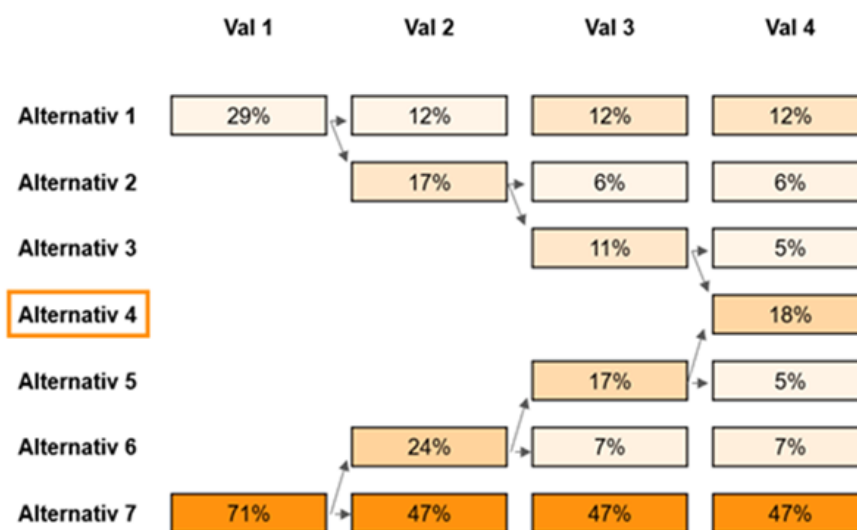 Val 1 Val 2 Val 3 Val 4
Alternativ 1 29% 12% 12% 12%
Alternativ 2 17% 6% 6%
Alternativ 3 11% 5%
Alternativ 4 18%
Alternativ 5 17% 5%
Alternativ 6 24% 7% 7%
Alternativ 7 71% 47% 47% 47%